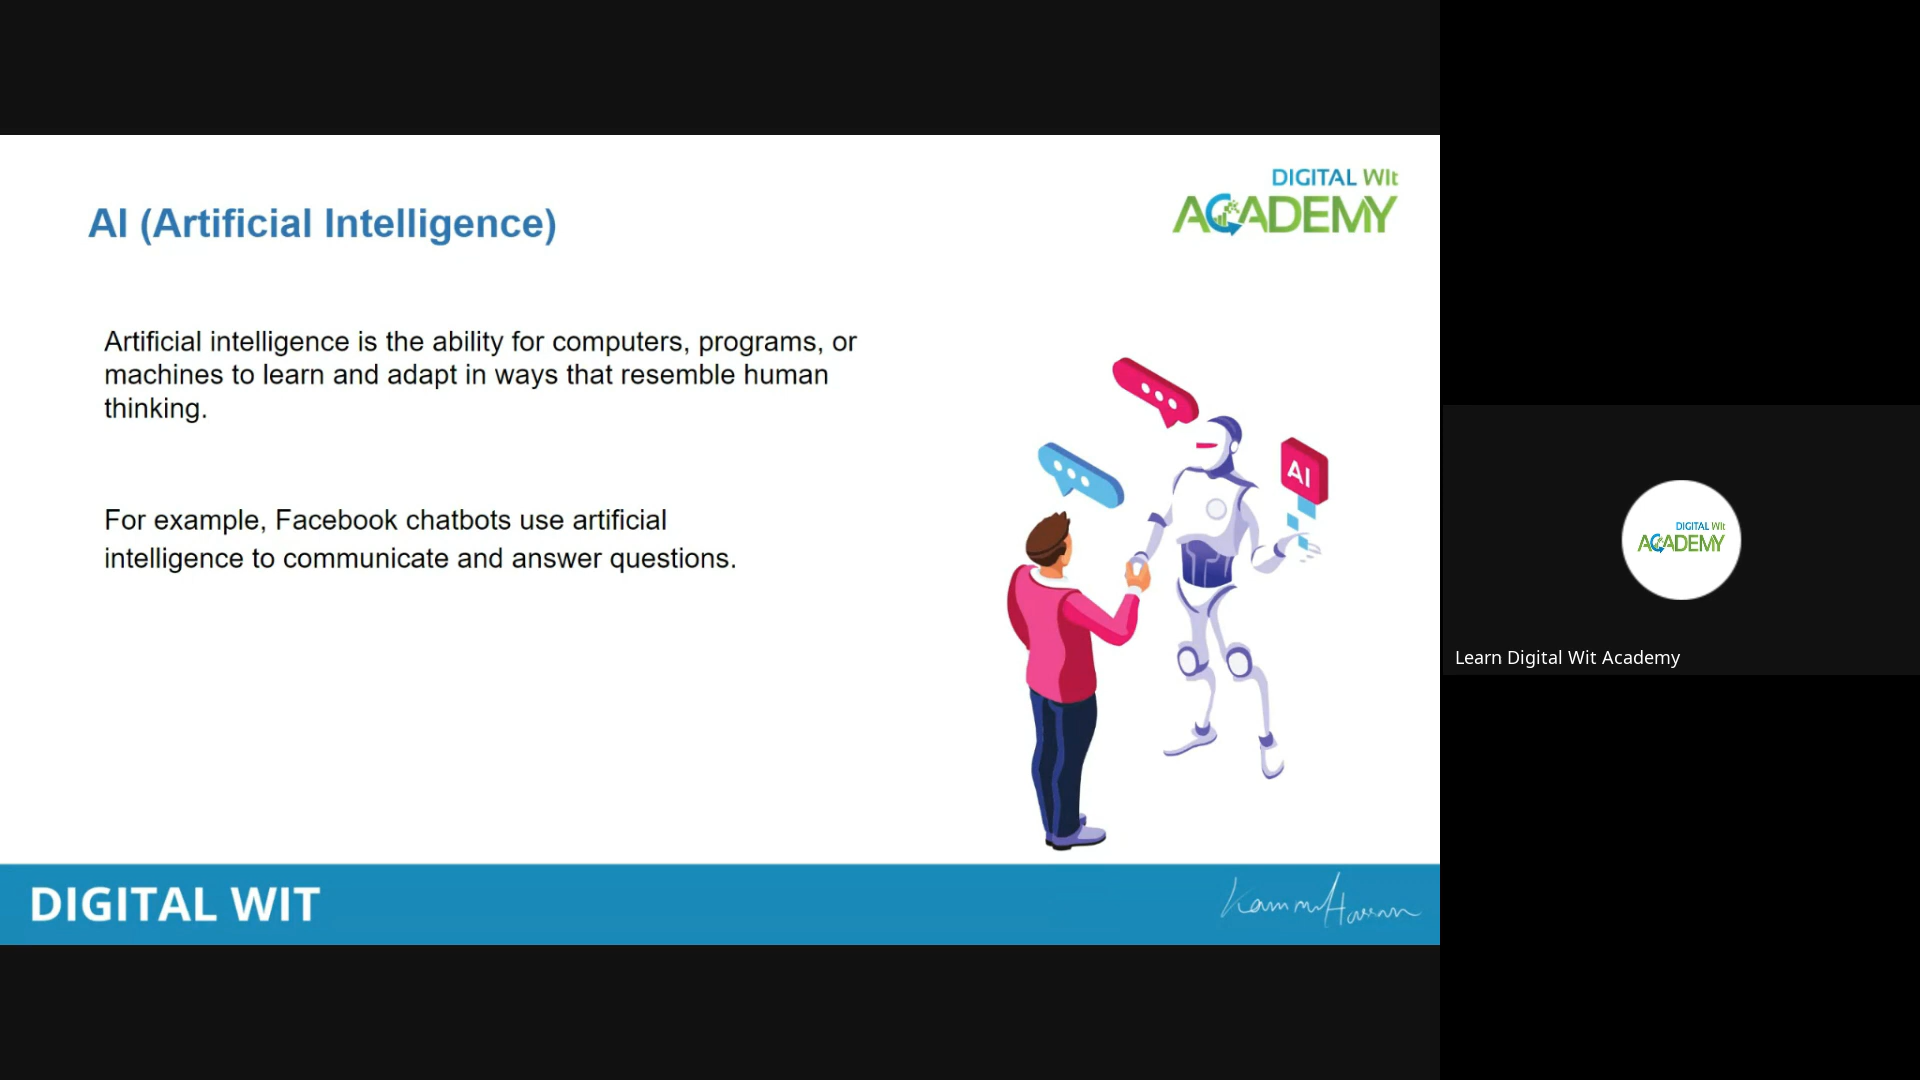 DIGITAL WIt
ACADEMY
AI (Artificial Intelligence)
Artificial intelligence is the ability for computers, programs, or
machines to learn and adapt in ways that resemble human
thinking.
For example, Facebook chatbots use artificial
intelligence to communicate and answer questions.
AI
DIGITAL WIT
DIGITAL WIt
ACADEMY
Learn Digital Wit Academy